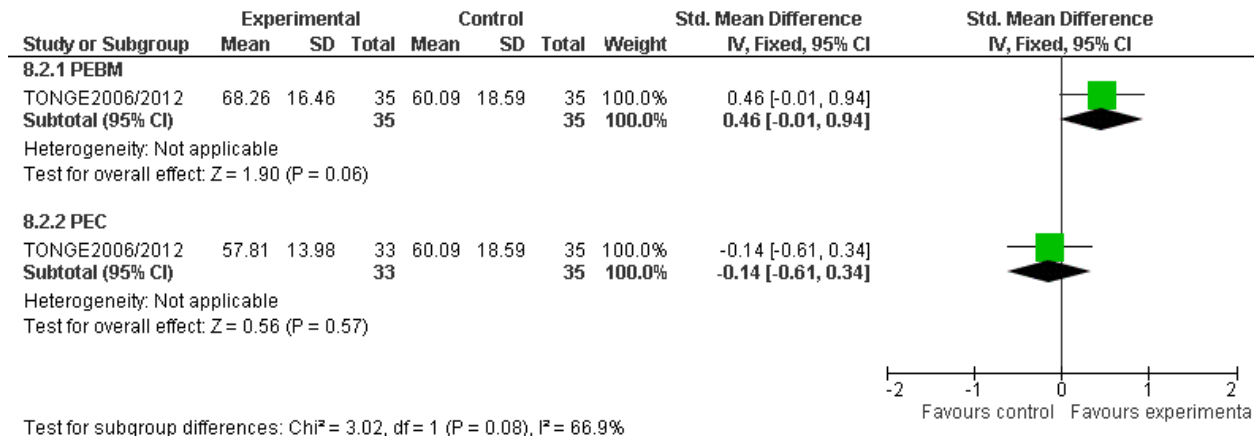 Experimental Control Std. Mean Difference Std. Mean Difference
Study or Subgroup Mean SD Total Mean SD Total Weight IV, Fixed, 95% CI IV, Fixed, 95% CI
8.2.1 PEBM
TONGE2006/2012 68.26 16.46 35 60.09 18.59 35 100.0% 0.46 [-0.01, 0.94]
Subtotal (95% CI) 35 35 100.0% 0.46 [-0.01, 0.94]
Heterogeneity: Not applicable
Test for overall effect: Z = 1.90 (P = 0.06)
8.2.2 PEC
TONGE2006/2012 57.81 13.98 33 60.09 18.59 35 100.0% -0.14 [-0.61, 0.34]
Subtotal (95% CI) 33 35 100.0% -0.14 [-0.61, 0.34]
Heterogeneity: Not applicable
Test for overall effect: Z = 0.56 (P = 0.57)
-2 -1 0 1 2
Favours control Favours experimenta
Test for subgroup differences: Chi² = 3.02, df = 1 (P = 0.08), I² = 66.9%